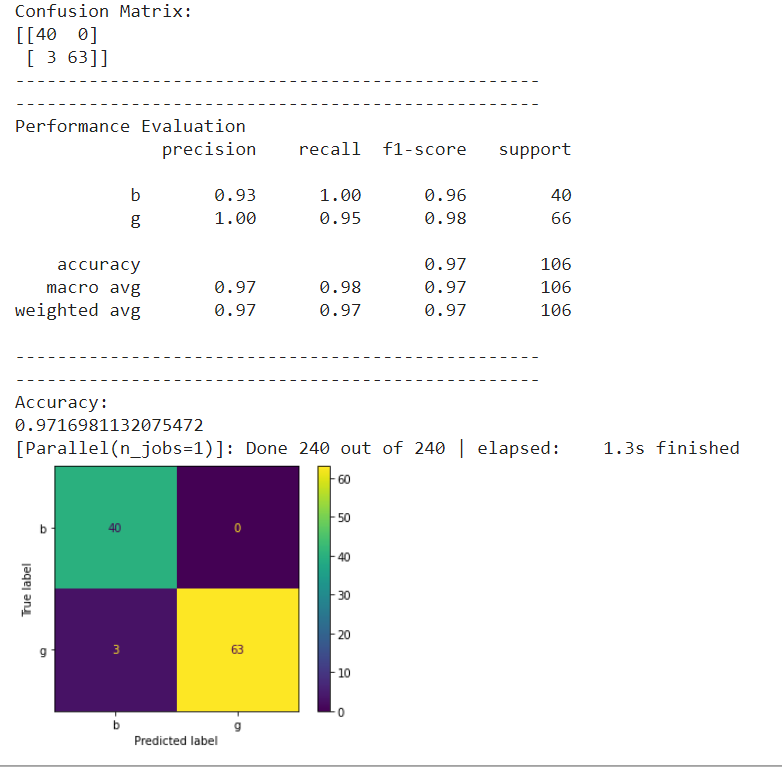 Confusion Matrix:
[[40  0]
 [ 3 63]]
--------------------------------------------------
--------------------------------------------------
Performance Evaluation
              precision    recall  f1-score   support

           b       0.93      1.00      0.96        40
           g       1.00      0.95      0.98        66

    accuracy                           0.97       106
   macro avg       0.97      0.98      0.97       106
weighted avg       0.97      0.97      0.97       106

--------------------------------------------------
--------------------------------------------------
Accuracy:
0.9716981132075472
[Parallel(n_jobs=1)]: Done 240 out of 240 | elapsed:    1.3s finished
60
50
b 40 0
40
True label
30
20
g 3 63
10
0
b g
Predicted label